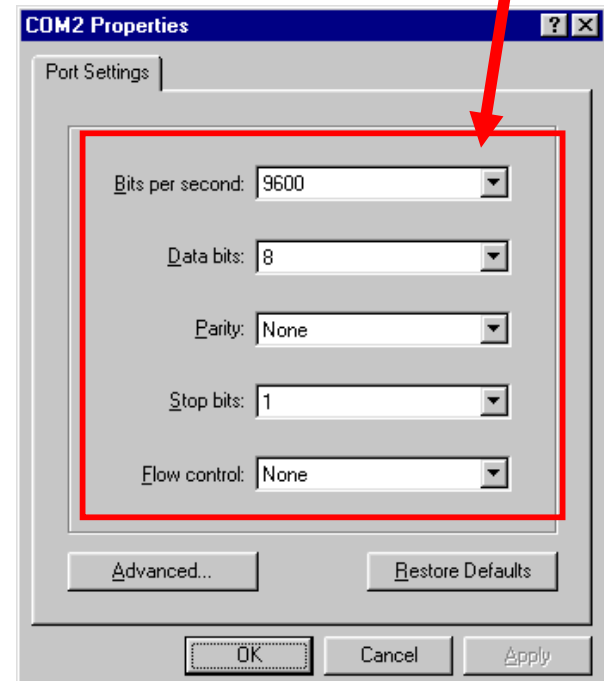 COM2 Properties
Port Settings
Bits per second: 9600
Data bits: 8
Parity: None
Stop bits: 1
Flow control: None
Advanced... Restore Defaults
OK Cancel Apply